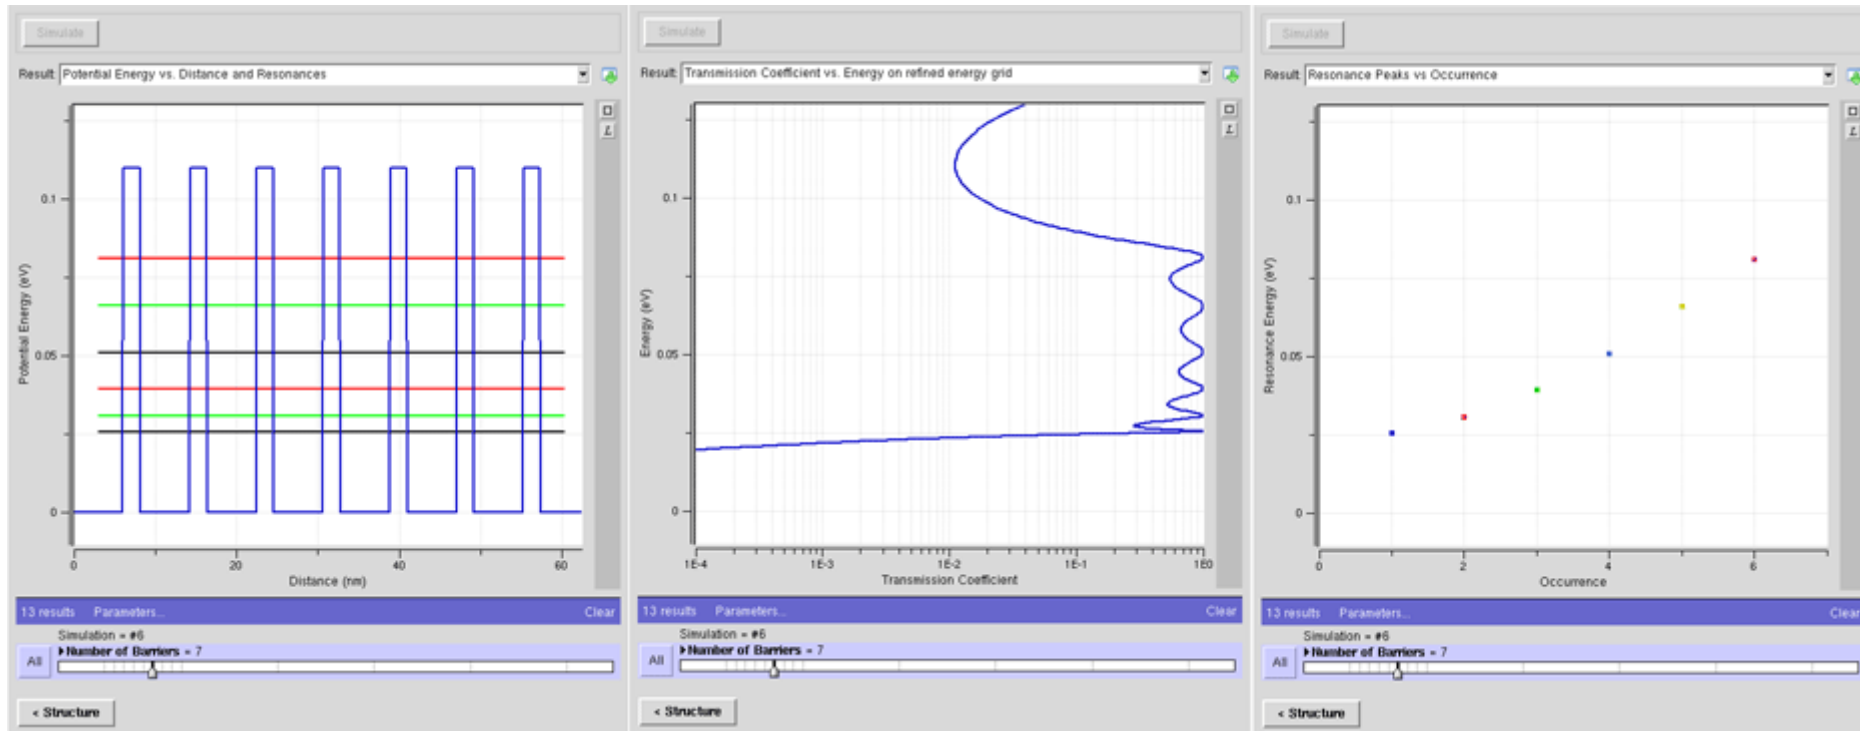 Simulate
Result: Potential Energy vs. Distance and Resonances
L
Potential Energy (eV)
0.1
0.05
0
0
20
40
60
Distance (nm)
13 results Parameters... Clear
Simulation = #6
All
Number of Barriers = 7
< Structure
Simulate
Result: Transmission Coefficient vs. Energy on refined energy grid
L
Energy (eV)
0.1
0.05
0
1E-4
1E-3
1E-2
1E-1
1E0
Transmission Coefficient
13 results Parameters... Clear
Simulation = #6
All
Number of Barriers = 7
< Structure
Simulate
Result: Resonance Peaks vs Occurrence
L
Resonance Energy (eV)
0.1
0.05
0
0
2
4
6
Occurrence
13 results Parameters... Clear
Simulation = #6
All
Number of Barriers = 7
< Structure